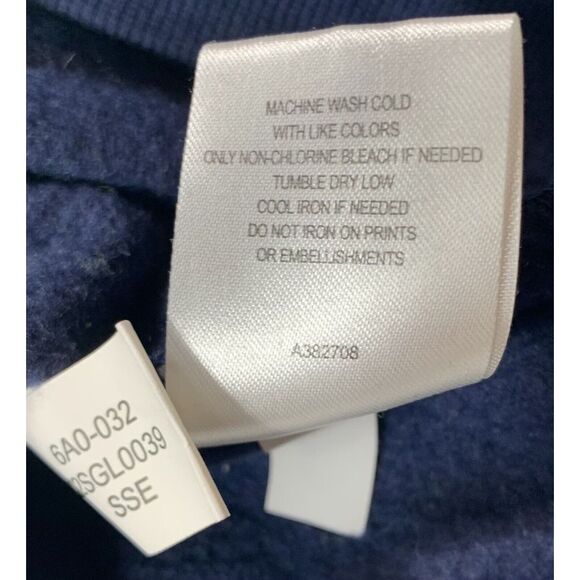 MACHINE WASH COLD
WITH LIKE COLORS
ONLY NON-CHLORINE BLEACH IF NEEDED
TUMBLE DRY LOW
COOL IRON IF NEEDED
DO NOT IRON ON PRINTS
OR EMBELLISHMENTS
A382708
6A0-032
2SGL0039
SSE